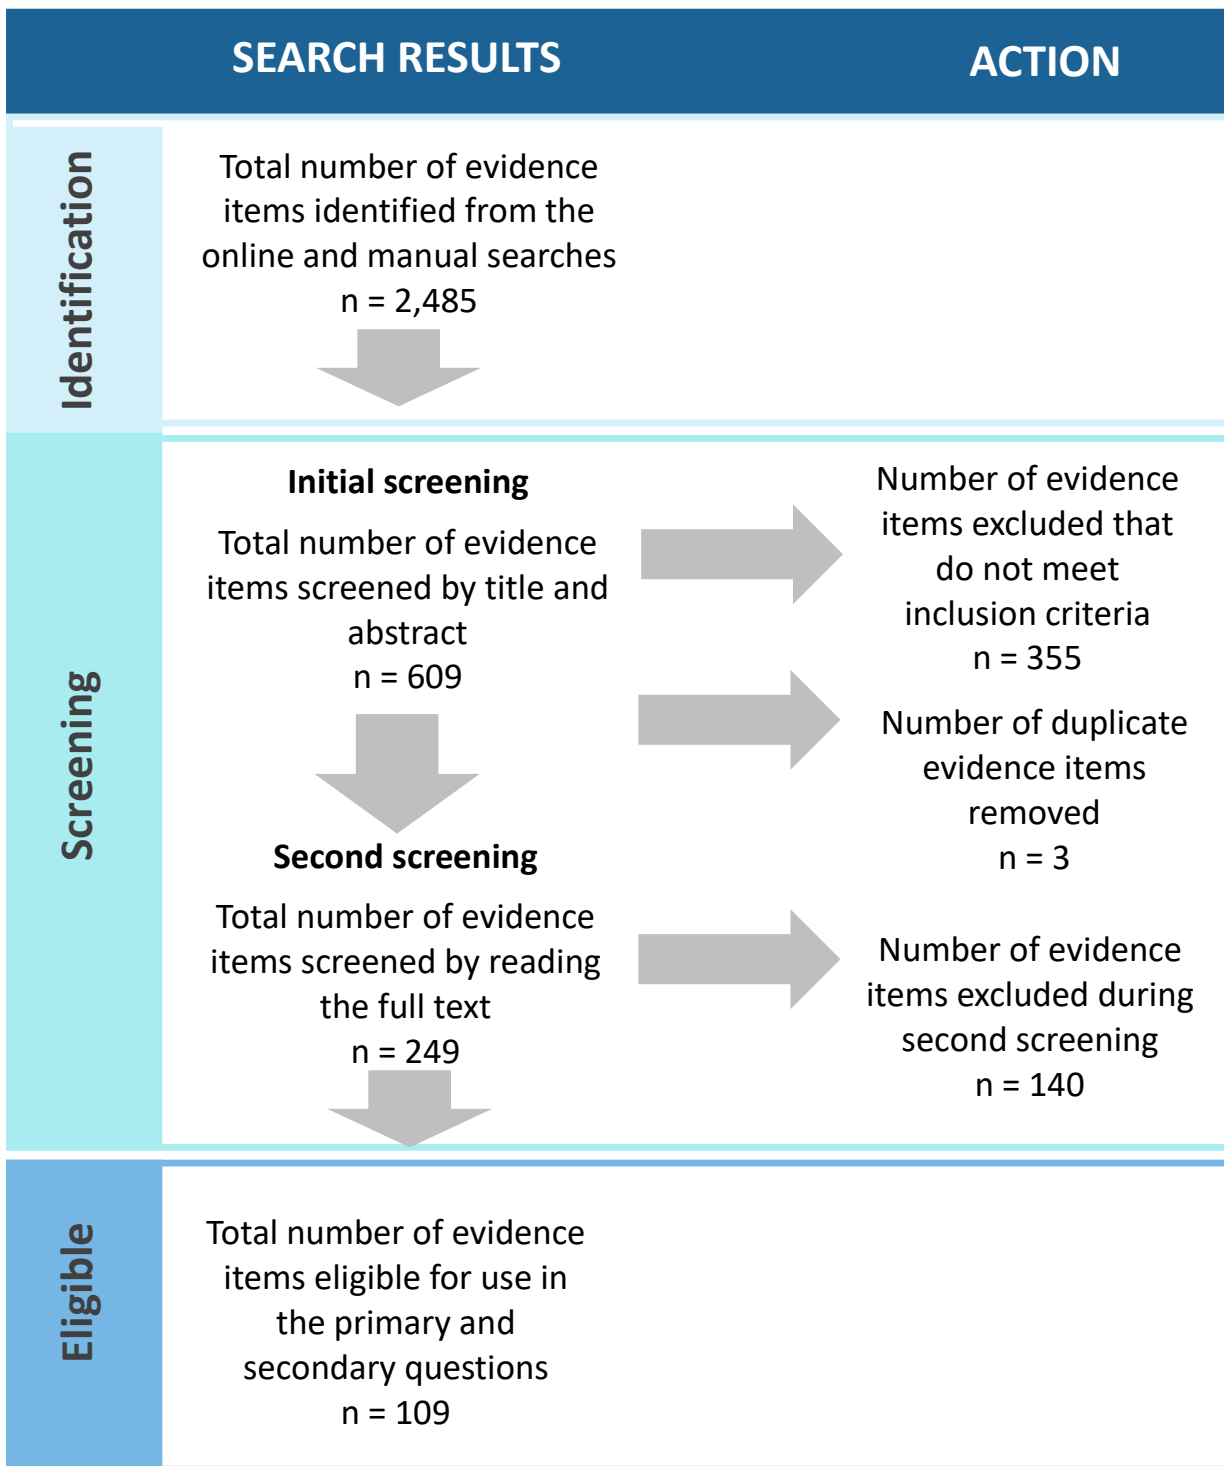 SEARCH RESULTS
ACTION
Identification
Total number of evidence
items identified from the
online and manual searches
n = 2,485
Screening
Initial screening
Total number of evidence
items screened by title and
abstract
n = 609
Number of evidence
items excluded that
do not meet
inclusion criteria
n = 355
Number of duplicate
evidence items
removed
n = 3
Second screening
Total number of evidence
items screened by reading
the full text
n = 249
Number of evidence
items excluded during
second screening
n = 140
Eligible
Total number of evidence
items eligible for use in
the primary and
secondary questions
n = 109